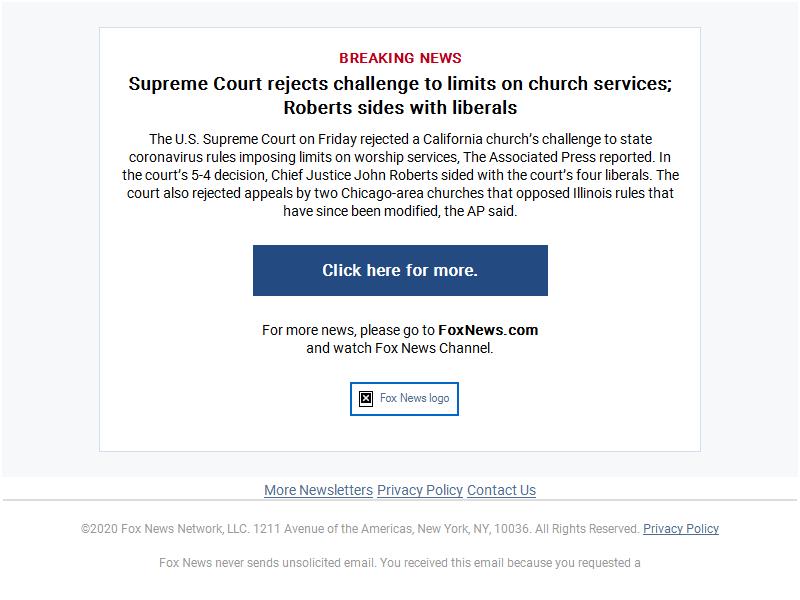 BREAKING NEWS
Supreme Court rejects challenge to limits on church services;
Roberts sides with liberals
The U.S. Supreme Court on Friday rejected a California church's challenge to state
coronavirus rules imposing limits on worship services, The Associated Press reported. In
the court's 5-4 decision, Chief Justice John Roberts sided with the court's four liberals. The
court also rejected appeals by two Chicago-area churches that opposed Illinois rules that
have since been modified, the AP said.
Click here for more.
For more news, please go to FoxNews.com
and watch Fox News Channel.
Fox News logo
More Newsletters Privacy Policy Contact Us
©2020 Fox News Network, LLC. 1211 Avenue of the Americas, New York, NY, 10036. All Rights Reserved. Privacy Policy
Fox News never sends unsolicited email. You received this email because you requested a